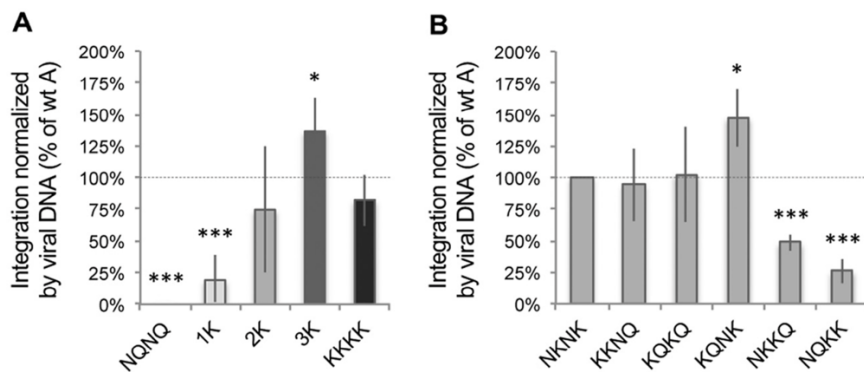 A
Integration normalized
by viral DNA (% of wt A)
200%
175%
150%
125%
100%
75%
50%
25%
0%
***
***
*
NQNQ
1K
2K
3K
KKKK
B
Integration normalized
by viral DNA (% of wt A)
200%
175%
150%
125%
100%
75%
50%
25%
0%
*
***
***
NKNK
KKNQ
KQKQ
KQNK
NKKQ
NQKK